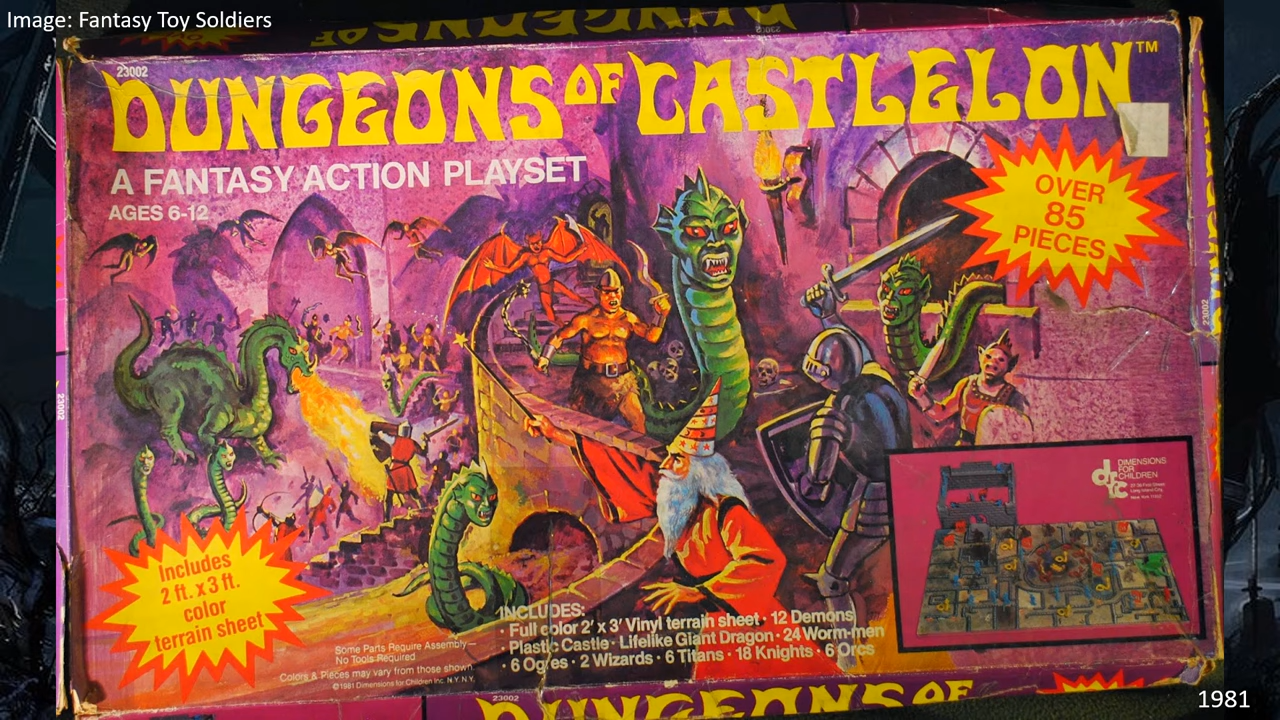 Image: Fantasy Toy Soldiers
DUNGEONS OF
23002
DUNGEONS OF CASTLELON™
A FANTASY ACTION PLAYSET
AGES 6-12
OVER
85
PIECES
23002
23002
DIMENSIONS
FOR
CHILDREN
dfc
Includes
2 ft. x 3 ft.
color
terrain sheet
INCLUDES:
• Full color 2' x 3' Vinyl terrain sheet • 12 Demons
• Plastic Castle • Lifelike Giant Dragon • 24 Worm-men
• 6 Ogres • 2 Wizards • 6 Titans • 18 Knights • 6 Orcs
Some Parts Require Assembly—
No Tools Required
Colors & Pieces may vary from those shown.
©1981 Dimensions for Children Inc. N.Y. N.Y.
23002
DUNGEONS OF
1981